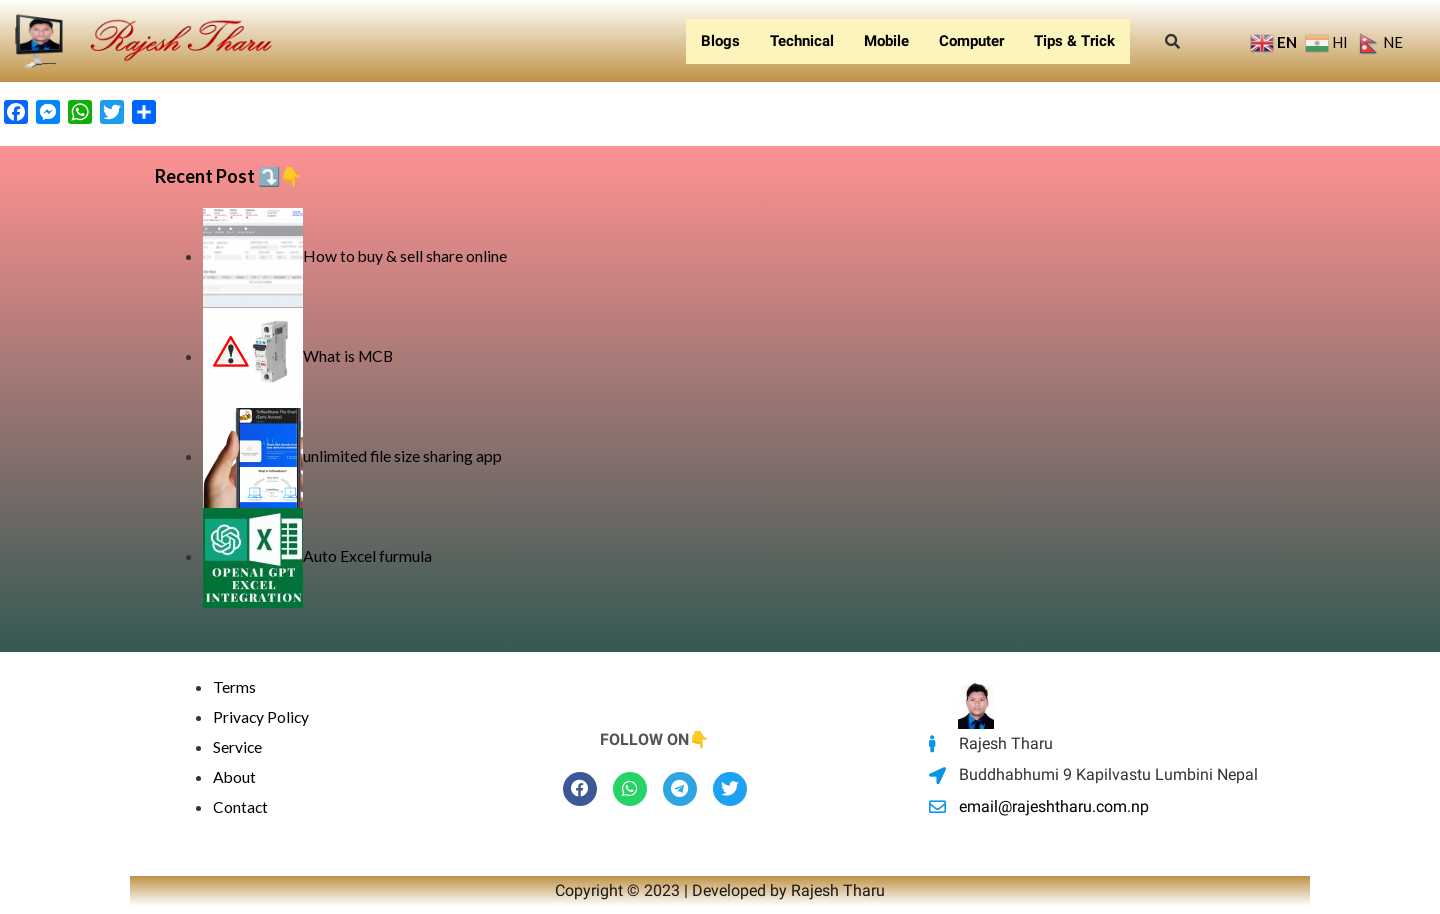 Rajesh Tharu
Blogs Technical Mobile Computer Tips & Trick
EN HI NE
Recent Post ⤵️👇
How to buy & sell share online
What is MCB
unlimited file size sharing app
OPENAI GPT
EXCEL
INTEGRATION
Auto Excel furmula
Terms
Privacy Policy
Service
About
Contact
FOLLOW ON👇
Rajesh Tharu
Buddhabhumi 9 Kapilvastu Lumbini Nepal
email@rajeshtharu.com.np
Copyright © 2023 | Developed by Rajesh Tharu